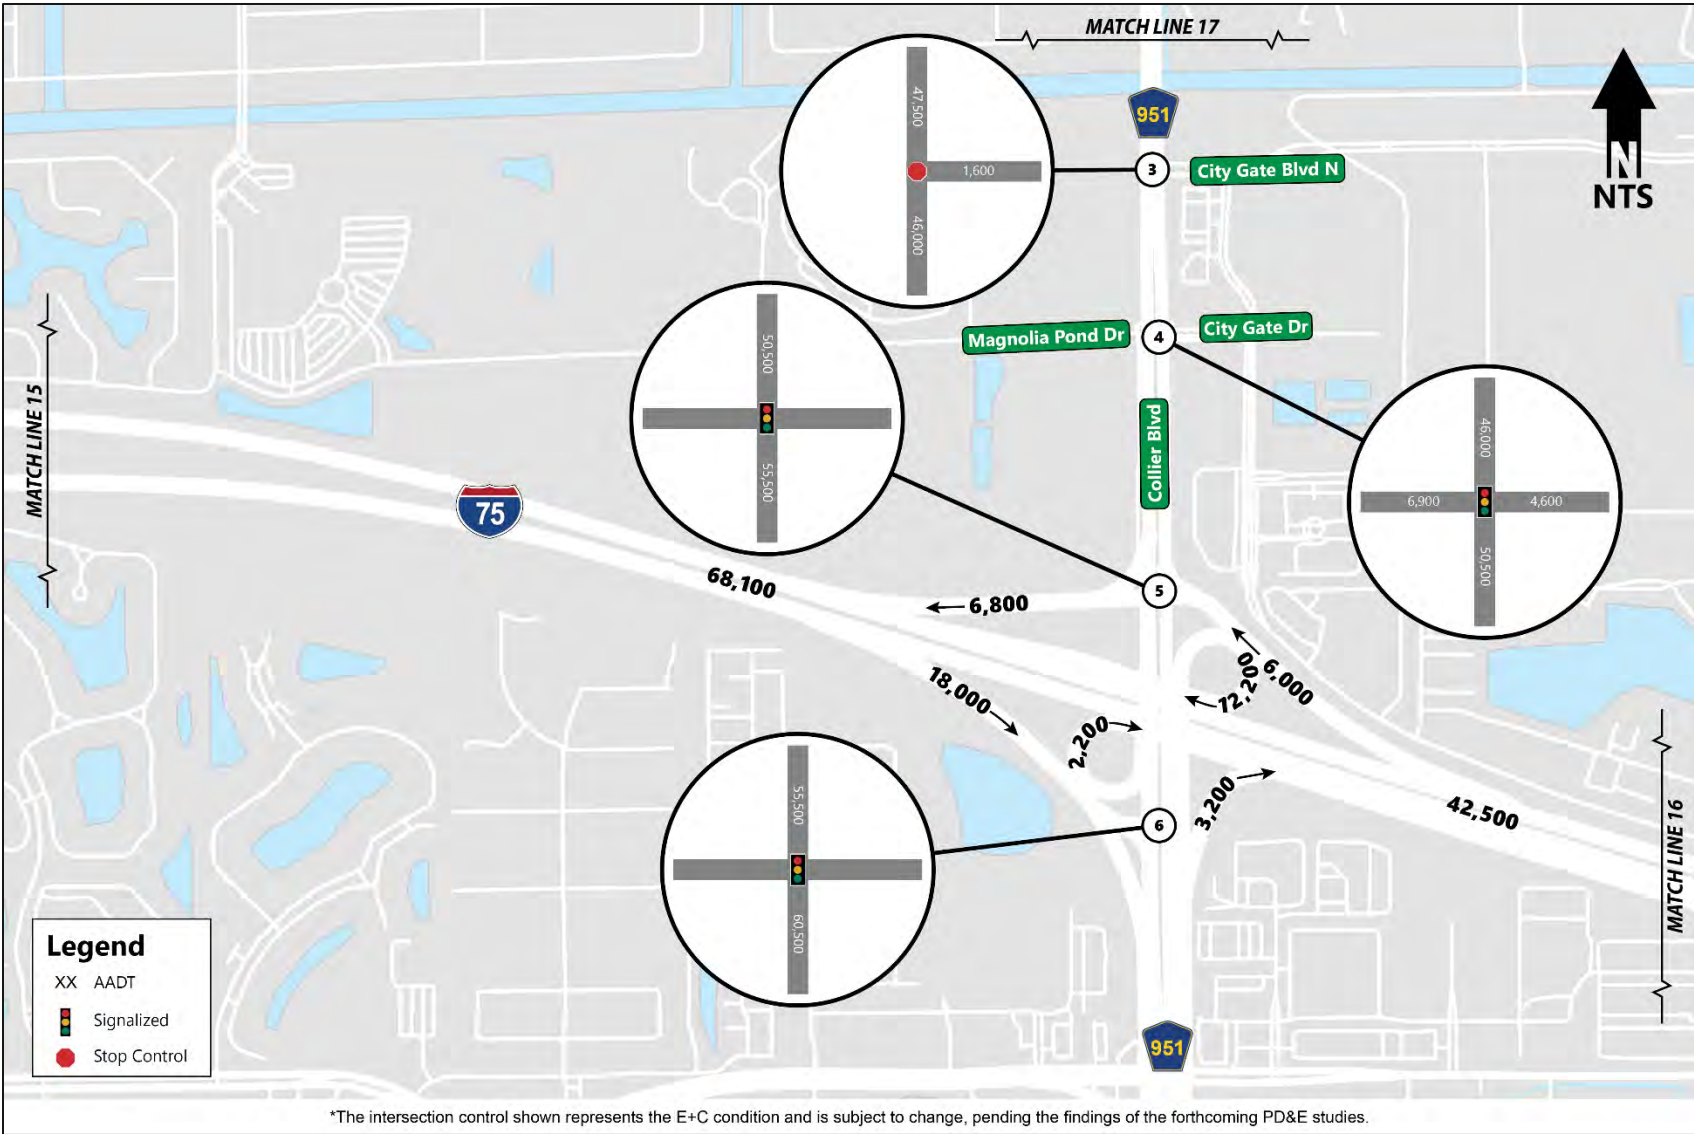 MATCH LINE 17
951
47,500
1,600
46,000
3
City Gate Blvd N
N
NTS
Magnolia Pond Dr
4
City Gate Dr
50,500
55,500
Collier Blvd
46,000
6,900
4,600
50,500
MATCH LINE 15
75
68,100
6,800
5
6,000
12,200
18,000
2,200
3,200
42,500
MATCH LINE 16
6
55,500
60,500
951
Legend
XX AADT
Signalized
Stop Control
*The intersection control shown represents the E+C condition and is subject to change, pending the findings of the forthcoming PD&E studies.